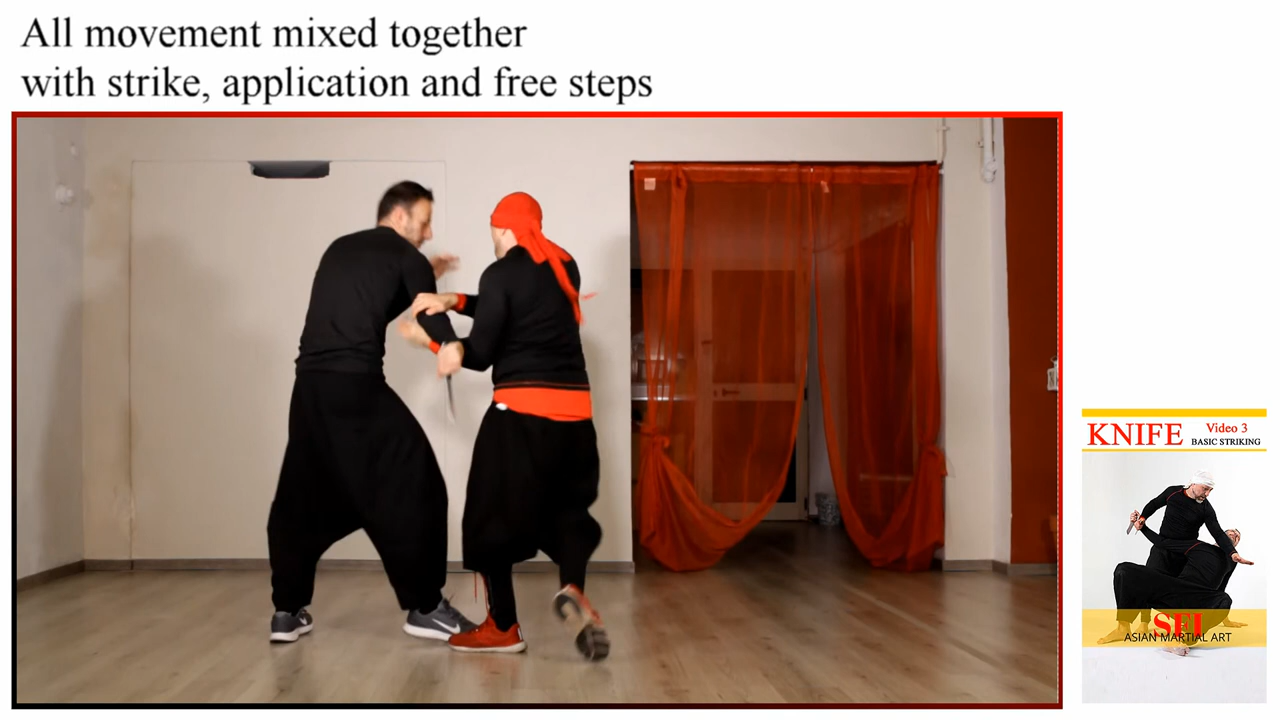 All movement mixed together
with strike, application and free steps
KNIFE
Video 3
BASIC STRIKING
SFI
ASIAN MARTIAL ART